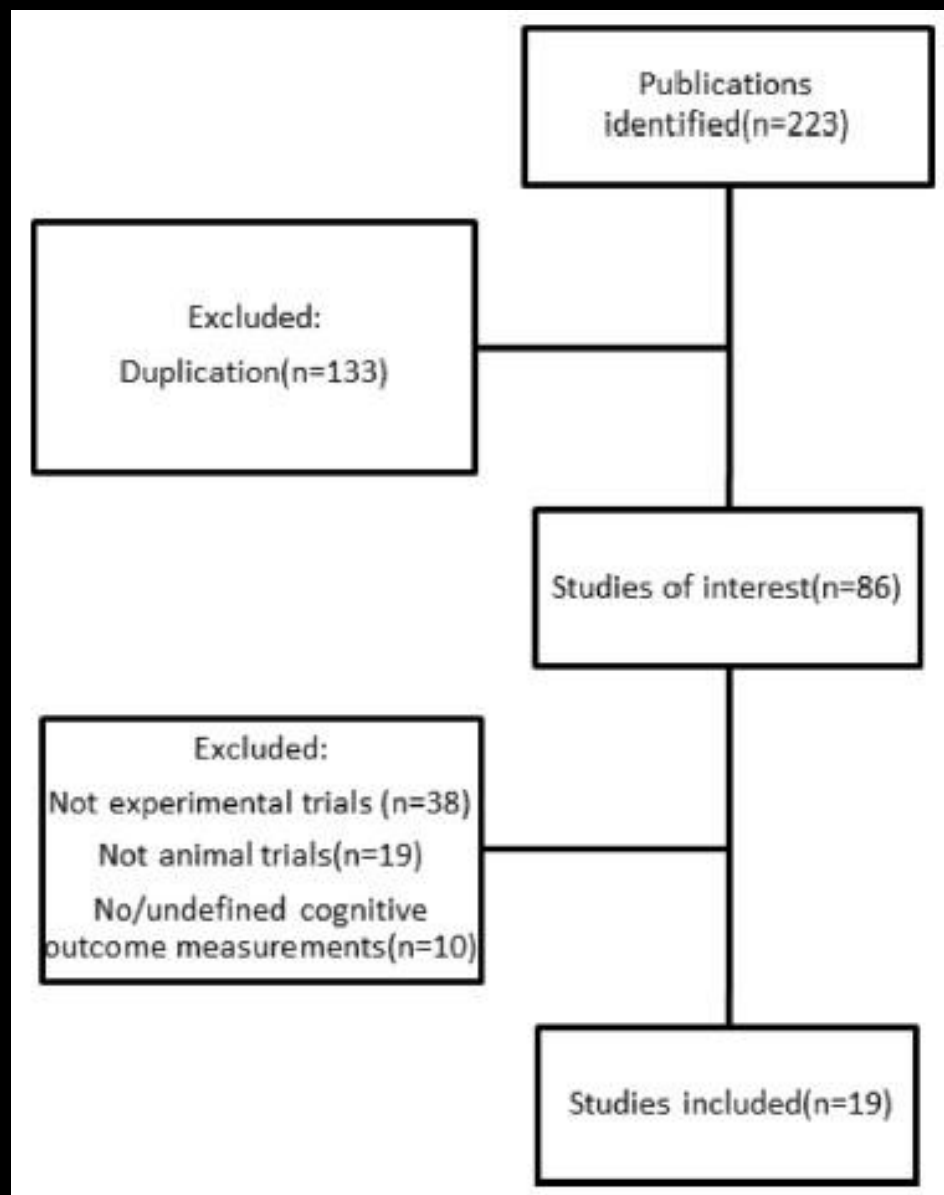 Publications
identified(n=223)
Excluded:
Duplication(n=133)
Studies of interest(n=86)
Excluded:
Not experimental trials (n=38)
Not animal trials(n=19)
No/undefined cognitive
outcome measurements(n=10)
Studies included(n=19)